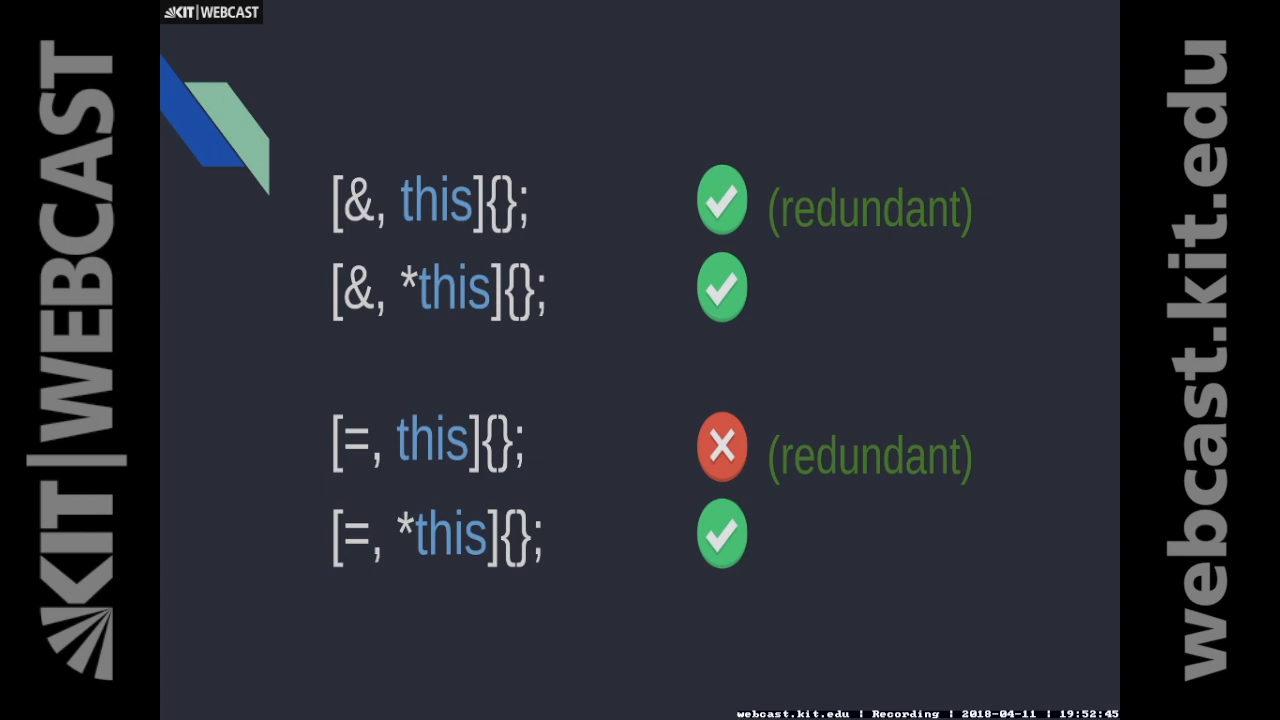 KIT|WEBCAST
KIT|WEBCAST
webcast.kit.edu
[&, this]{}; (redundant)
[&, *this]{};
[=, this]{}; (redundant)
[=, *this]{};
webcast.kit.edu | Recording | 2018-04-11 | 19:52:45